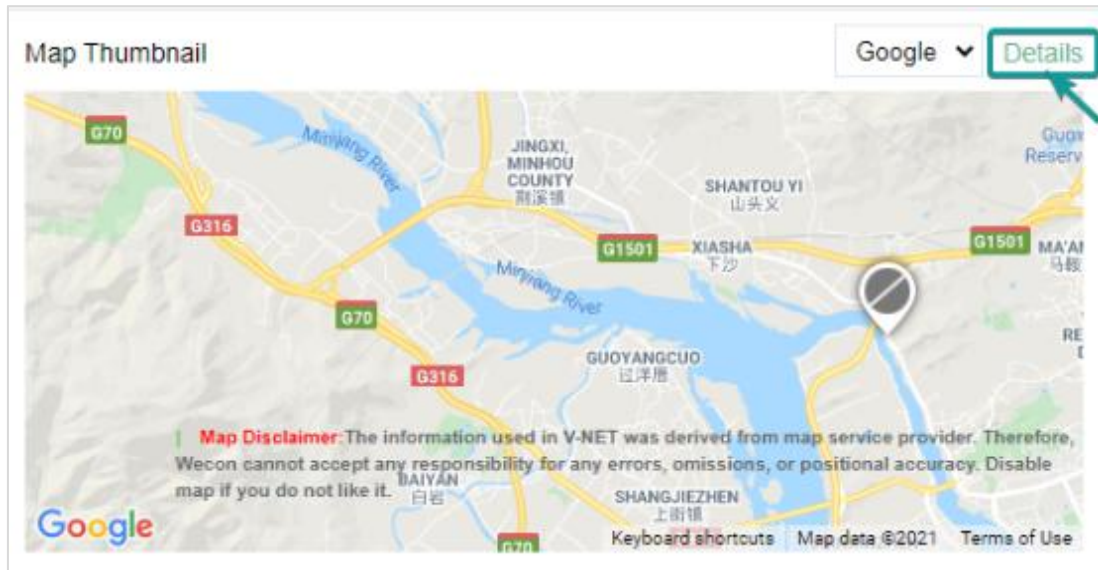 Map Thumbnail
Google
Details
G70
Minjiang River
JINGXI,
MINHOU
COUNTY
荆溪镇
SHANTOU YI
山头义
Reserv
G316
G1501
XIASHA
下沙
G1501
MA'AN
马鞍
Minjiang River
G70
RE
GUOYANGCUO
过洋厝
G316
Map Disclaimer:The information used in V-NET was derived from map service provider. Therefore,
Wecon cannot accept any responsibility for any errors, omissions, or positional accuracy. Disable
map if you do not like it.
BAIYAN
白岩
SHANGJIEZHEN
上街镇
Google
G70
Keyboard shortcuts
Map data ©2021
Terms of Use